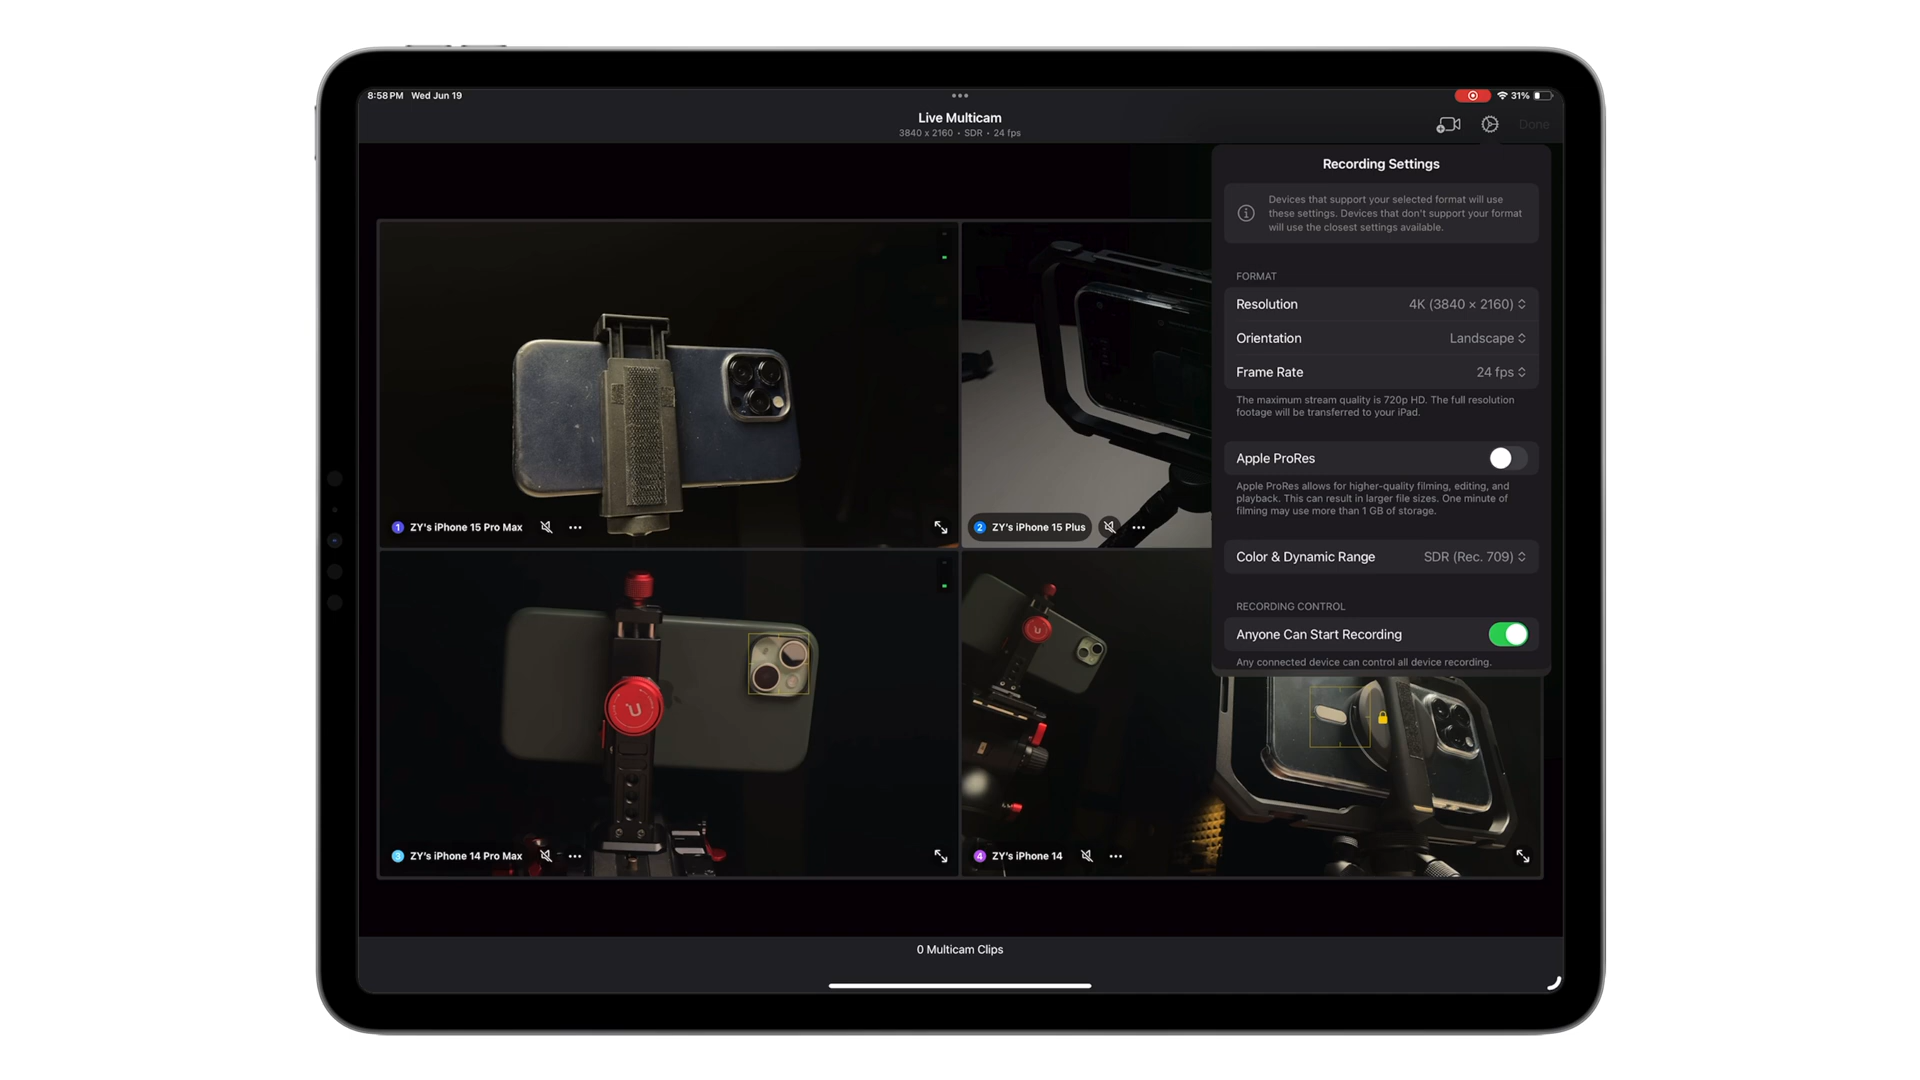 8:58 PM Wed Jun 19
31%
Live Multicam
3840 x 2160 • SDR • 24 fps
Done
Recording Settings
Devices that support your selected format will use
these settings. Devices that don't support your format
will use the closest settings available.
FORMAT
Resolution 4K (3840 × 2160)
Orientation Landscape
Frame Rate 24 fps
The maximum stream quality is 720p HD. The full resolution
footage will be transferred to your iPad.
Apple ProRes
Apple ProRes allows for higher-quality filming, editing, and
playback. This can result in larger file sizes. One minute of
filming may use more than 1 GB of storage.
Color & Dynamic Range SDR (Rec. 709)
RECORDING CONTROL
Anyone Can Start Recording
Any connected device can control all device recording.
1 ZY's iPhone 15 Pro Max
2 ZY's iPhone 15 Plus
3 ZY's iPhone 14 Pro Max
4 ZY's iPhone 14
0 Multicam Clips